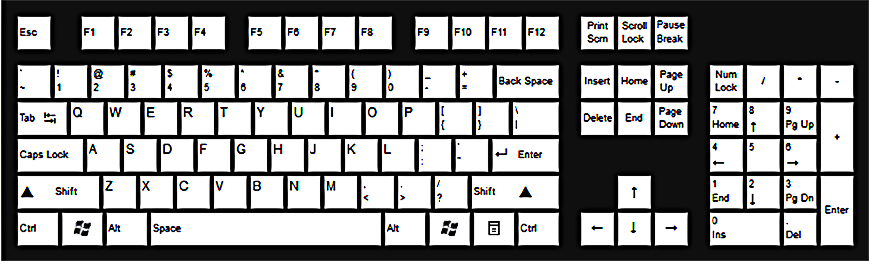 Esc F1 F2 F3 F4 F5 F6 F7 F8 F9 F10 F11 F12 Print Scrn Scroll Lock Pause Break
` ~ ! 1 @ 2 # 3 $ 4 % 5 ^ 6 & 7 * 8 ( 9 ) 0 _ - + = Back Space Insert Home Page Up Num Lock / * -
Tab Q W E R T Y U I O P [ { ] } \ | Delete End Page Down 7 Home 8 ↑ 9 Pg Up +
Caps Lock A S D F G H J K L ; : ' Enter 4 ← 5 6 →
Shift Z X C V B N M , < . > / ? Shift ↑ 1 End 2 ↓ 3 Pg Dn Enter
Ctrl Alt Space Alt Ctrl ← ↓ → 0 Ins . Del